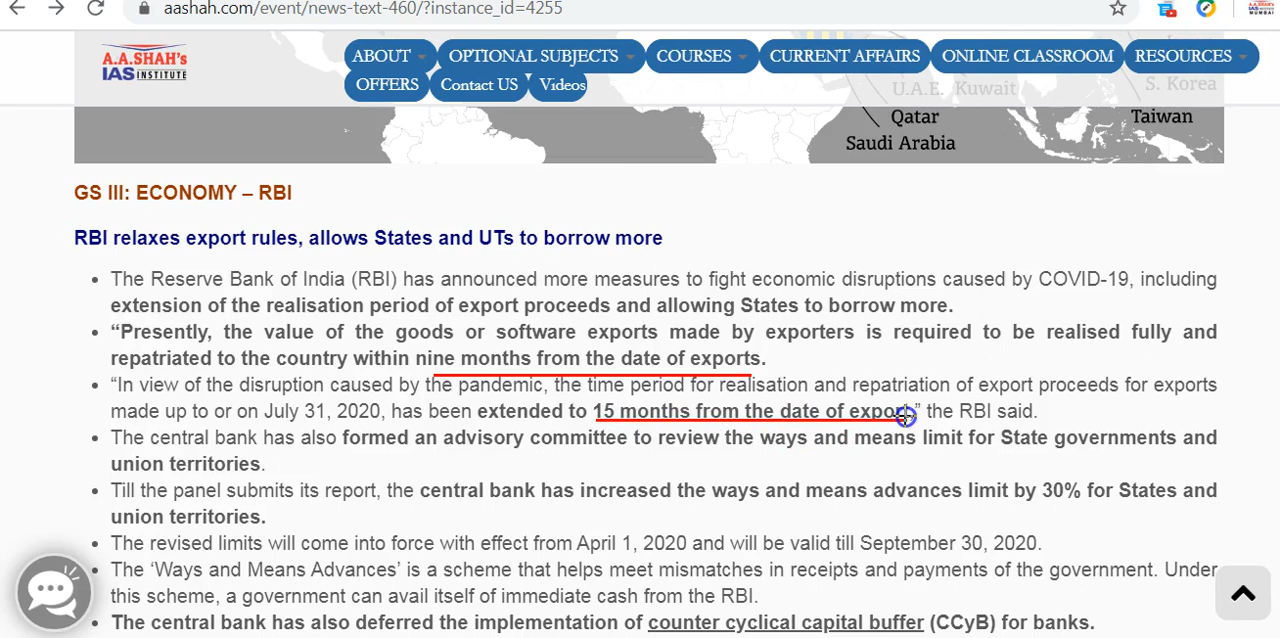 aashah.com/event/news-text-460/?instance_id=4255
A.A.SHAH's
IAS INSTITUTE
ABOUT OPTIONAL SUBJECTS COURSES CURRENT AFFAIRS ONLINE CLASSROOM RESOURCES
OFFERS Contact US Videos
U.A.E. Kuwait S. Korea
Qatar Taiwan
Saudi Arabia
GS III: ECONOMY – RBI
RBI relaxes export rules, allows States and UTs to borrow more
• The Reserve Bank of India (RBI) has announced more measures to fight economic disruptions caused by COVID-19, including
extension of the realisation period of export proceeds and allowing States to borrow more.
• “Presently, the value of the goods or software exports made by exporters is required to be realised fully and
repatriated to the country within nine months from the date of exports.
• “In view of the disruption caused by the pandemic, the time period for realisation and repatriation of export proceeds for exports
made up to or on July 31, 2020, has been extended to 15 months from the date of export,” the RBI said.
• The central bank has also formed an advisory committee to review the ways and means limit for State governments and
union territories.
• Till the panel submits its report, the central bank has increased the ways and means advances limit by 30% for States and
union territories.
• The revised limits will come into force with effect from April 1, 2020 and will be valid till September 30, 2020.
• The ‘Ways and Means Advances’ is a scheme that helps meet mismatches in receipts and payments of the government. Under
this scheme, a government can avail itself of immediate cash from the RBI.
• The central bank has also deferred the implementation of counter cyclical capital buffer (CCyB) for banks.